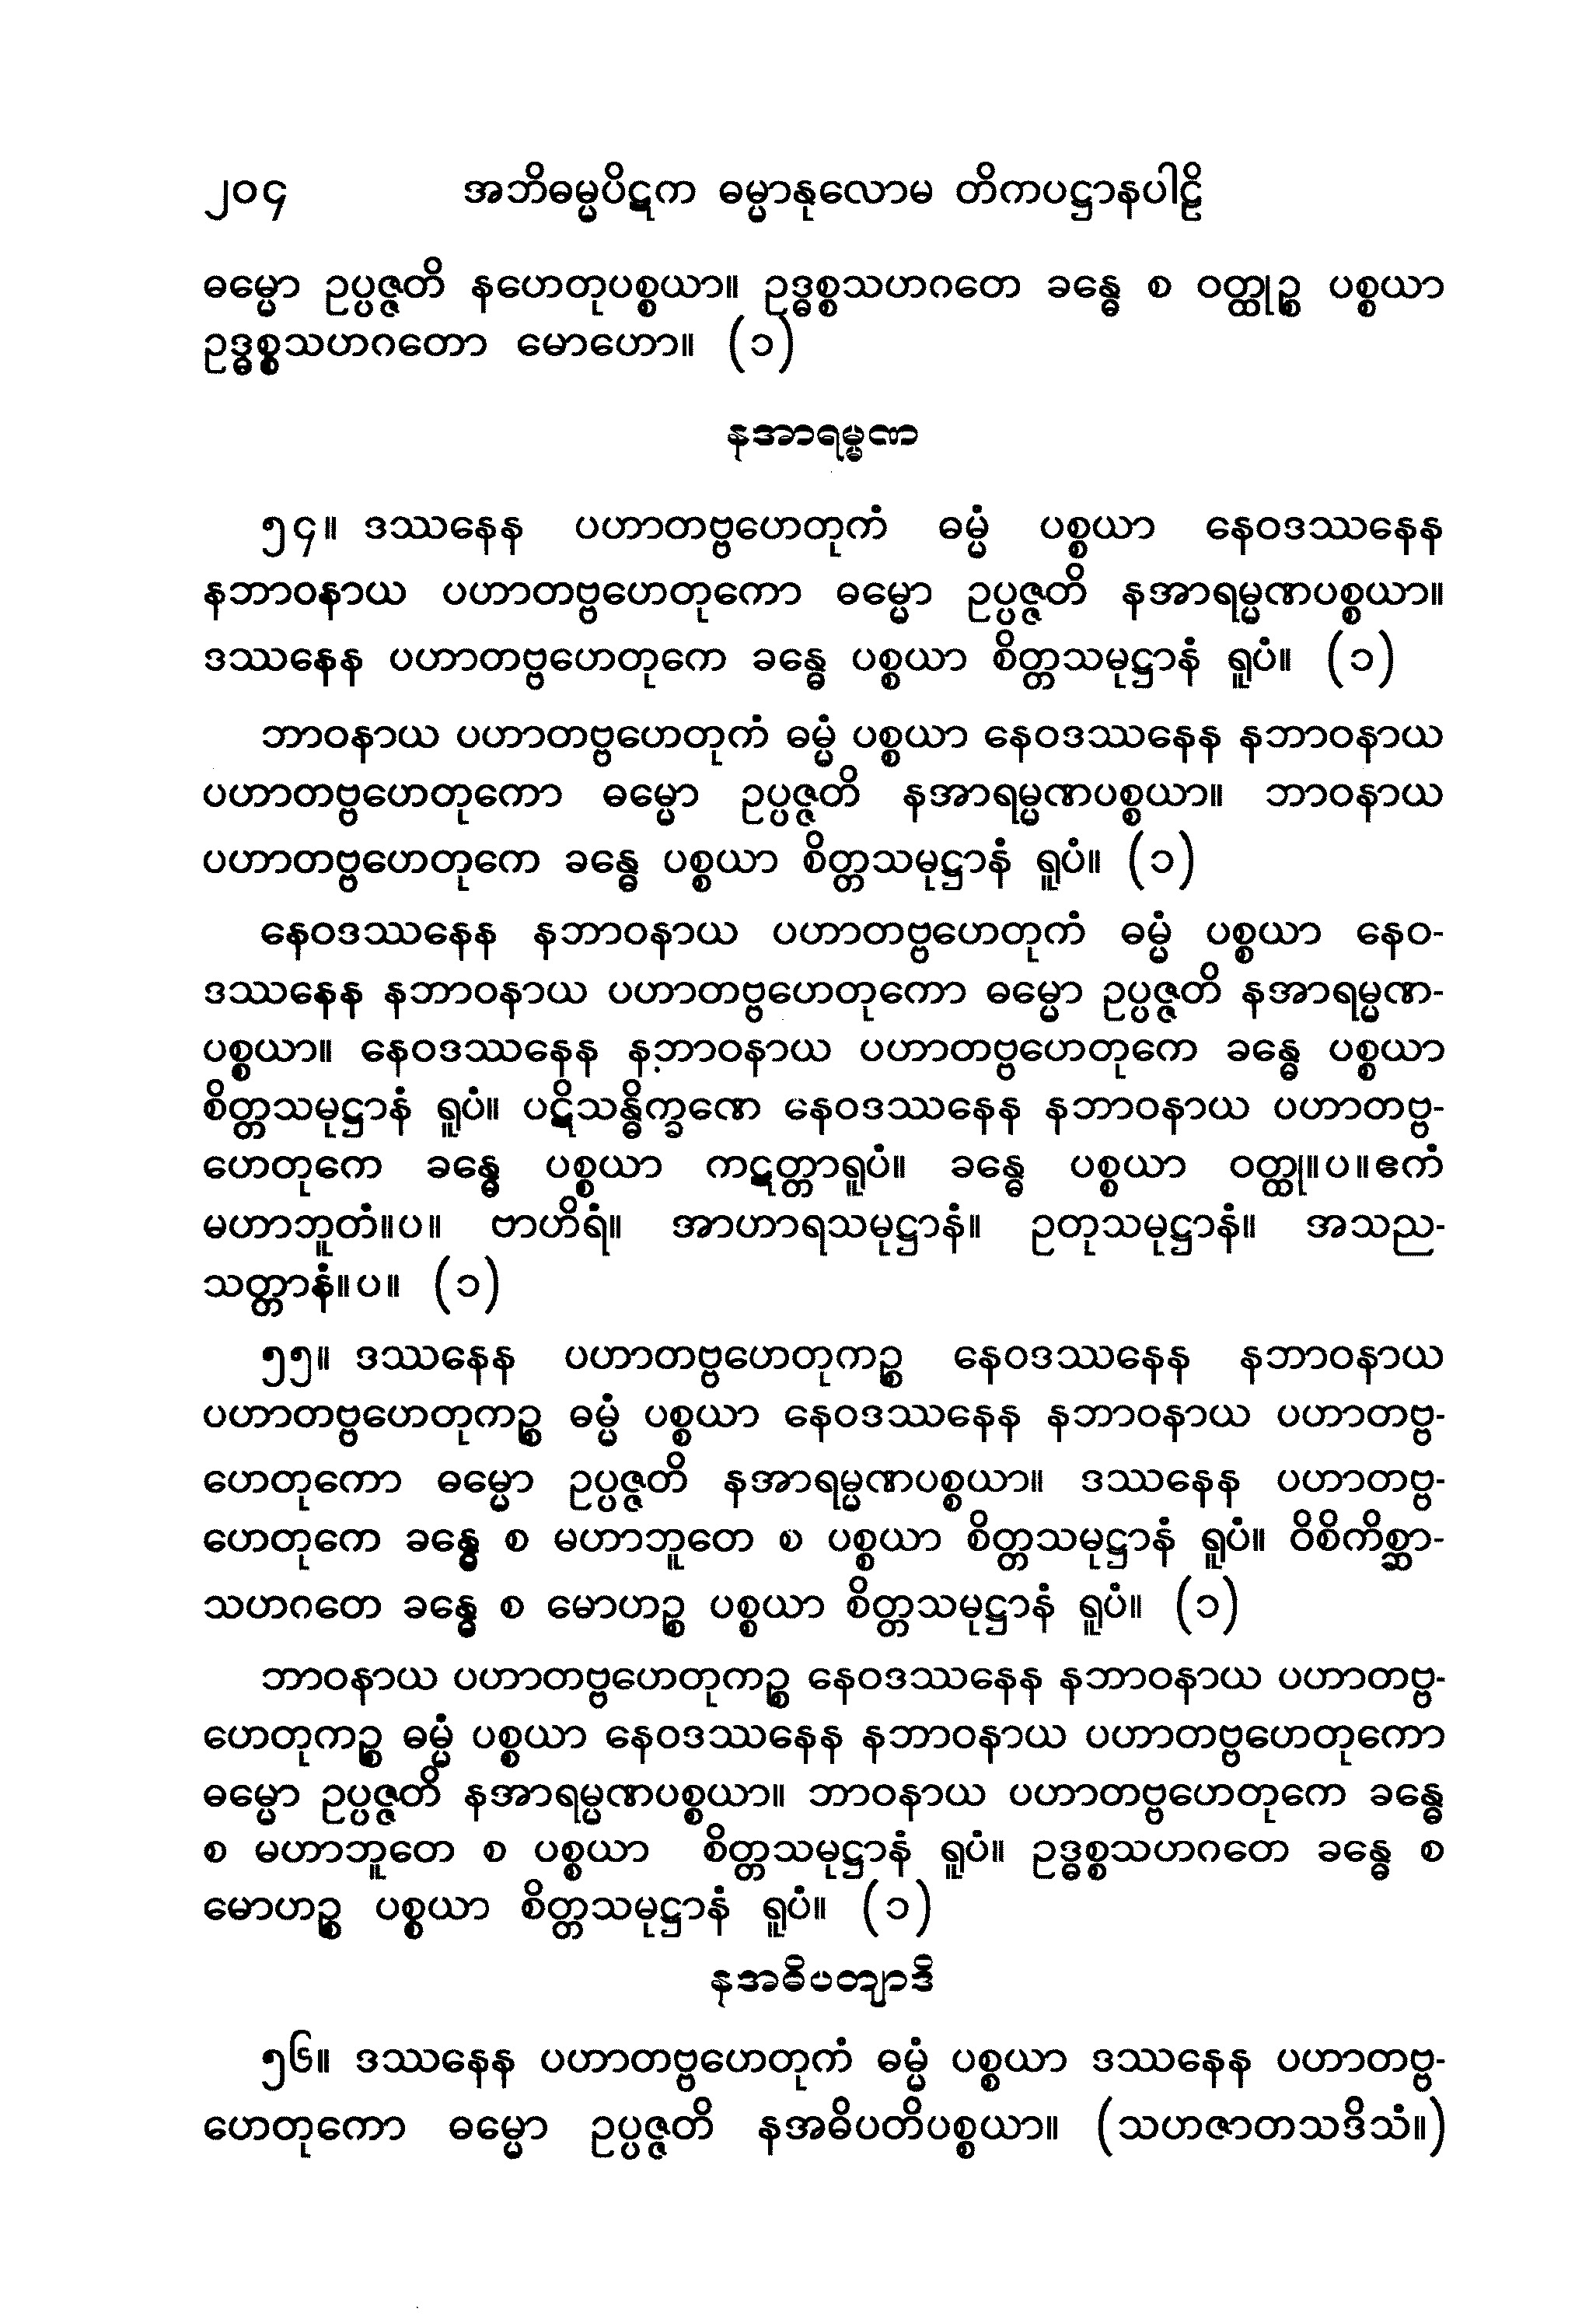 ၂၀၄ အဘိဓမ္မပိဋက ဓမ္မာနုလောမ တိကပဋ္ဌာနပါဠိ
ဓမ္မော ဥပ္ပဇ္ဇတိ နဟေတုပစ္စယာ။ ဥဒ္ဓစ္စသဟဂတေ ခန္ဓေ စ ဝတ္ထုဉ္စ ပစ္စယာ
ဥဒ္ဓစ္စသဟဂတော မောဟော။ (၁)
နအာရမ္မဏ
၅၄။ ဒဿနေန ပဟာတဗ္ဗဟေတုကံ ဓမ္မံ ပစ္စယာ နေဝဒဿနေန
နဘာဝနာယ ပဟာတဗ္ဗဟေတုကော ဓမ္မော ဥပ္ပဇ္ဇတိ နအာရမ္မဏပစ္စယာ။
ဒဿနေန ပဟာတဗ္ဗဟေတုကေ ခန္ဓေ ပစ္စယာ စိတ္တသမုဋ္ဌာနံ ရူပံ။ (၁)
ဘာဝနာယ ပဟာတဗ္ဗဟေတုကံ ဓမ္မံ ပစ္စယာ နေဝဒဿနေန နဘာဝနာယ
ပဟာတဗ္ဗဟေတုကော ဓမ္မော ဥပ္ပဇ္ဇတိ နအာရမ္မဏပစ္စယာ။ ဘာဝနာယ
ပဟာတဗ္ဗဟေတုကေ ခန္ဓေ ပစ္စယာ စိတ္တသမုဋ္ဌာနံ ရူပံ။ (၁)
နေဝဒဿနေန နဘာဝနာယ ပဟာတဗ္ဗဟေတုကံ ဓမ္မံ ပစ္စယာ နေဝ-
ဒဿနေန နဘာဝနာယ ပဟာတဗ္ဗဟေတုကော ဓမ္မော ဥပ္ပဇ္ဇတိ နအာရမ္မဏ-
ပစ္စယာ။ နေဝဒဿနေန နဘာဝနာယ ပဟာတဗ္ဗဟေတုကေ ခန္ဓေ ပစ္စယာ
စိတ္တသမုဋ္ဌာနံ ရူပံ။ ပဋိသန္ဓိက္ခဏေ နေဝဒဿနေန နဘာဝနာယ ပဟာတဗ္ဗ-
ဟေတုကေ ခန္ဓေ ပစ္စယာ ကဋတ္တာရူပံ။ ခန္ဓေ ပစ္စယာ ဝတ္ထု။ပ။ဧကံ
မဟာဘူတံ။ပ။ ဗာဟိရံ။ အာဟာရသမုဋ္ဌာနံ။ ဥတုသမုဋ္ဌာနံ။ အသည-
သတ္တာနံ။ပ။ (၁)
၅၅။ ဒဿနေန ပဟာတဗ္ဗဟေတုကဉ္စ နေဝဒဿနေန နဘာဝနာယ
ပဟာတဗ္ဗဟေတုကဉ္စ ဓမ္မံ ပစ္စယာ နေဝဒဿနေန နဘာဝနာယ ပဟာတဗ္ဗ-
ဟေတုကော ဓမ္မော ဥပ္ပဇ္ဇတိ နအာရမ္မဏပစ္စယာ။ ဒဿနေန ပဟာတဗ္ဗ-
ဟေတုကေ ခန္ဓေ စ မဟာဘူတေ စ ပစ္စယာ စိတ္တသမုဋ္ဌာနံ ရူပံ။ ဝိစိကိစ္ဆာ-
သဟဂတေ ခန္ဓေ စ မောဟဉ္စ ပစ္စယာ စိတ္တသမုဋ္ဌာနံ ရူပံ။ (၁)
ဘာဝနာယ ပဟာတဗ္ဗဟေတုကဉ္စ နေဝဒဿနေန နဘာဝနာယ ပဟာတဗ္ဗ-
ဟေတုကဉ္စ ဓမ္မံ ပစ္စယာ နေဝဒဿနေန နဘာဝနာယ ပဟာတဗ္ဗဟေတုကော
ဓမ္မော ဥပ္ပဇ္ဇတိ နအာရမ္မဏပစ္စယာ။ ဘာဝနာယ ပဟာတဗ္ဗဟေတုကေ ခန္ဓေ
စ မဟာဘူတေ စ ပစ္စယာ စိတ္တသမုဋ္ဌာနံ ရူပံ။ ဥဒ္ဓစ္စသဟဂတေ ခန္ဓေ စ
မောဟဉ္စ ပစ္စယာ စိတ္တသမုဋ္ဌာနံ ရူပံ။ (၁)
နအဓိပတျာဒိ
၅၆။ ဒဿနေန ပဟာတဗ္ဗဟေတုကံ ဓမ္မံ ပစ္စယာ ဒဿနေန ပဟာတဗ္ဗ-
ဟေတုကော ဓမ္မော ဥပ္ပဇ္ဇတိ နအဓိပတိပစ္စယာ။ (သဟဇာတသဒိသံ။)